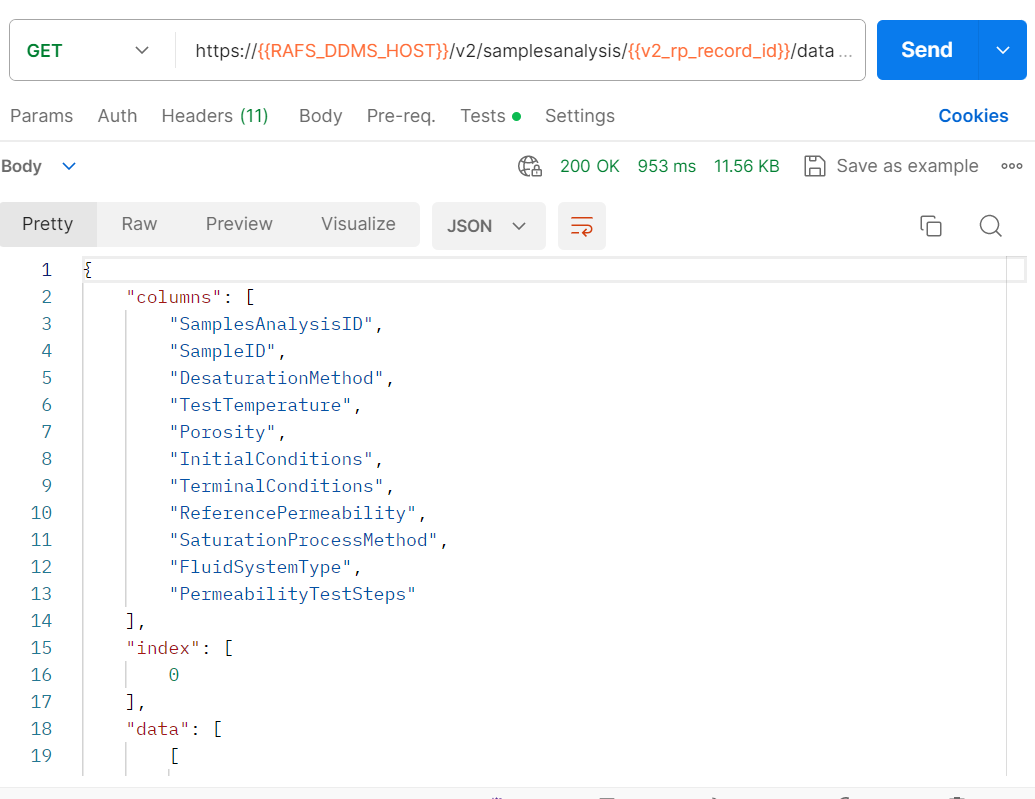 GET https://{{RAFS_DDMS_HOST}}/v2/samplesanalysis/{{v2_rp_record_id}}/data ... Send
Params Auth Headers (11) Body Pre-req. Tests Settings Cookies
Body 200 OK 953 ms 11.56 KB Save as example
Pretty Raw Preview Visualize JSON
1 {
2 "columns": [
3 "SamplesAnalysisID",
4 "SampleID",
5 "DesaturationMethod",
6 "TestTemperature",
7 "Porosity",
8 "InitialConditions",
9 "TerminalConditions",
10 "ReferencePermeability",
11 "SaturationProcessMethod",
12 "FluidSystemType",
13 "PermeabilityTestSteps"
14 ],
15 "index": [
16 0
17 ],
18 "data": [
19 [